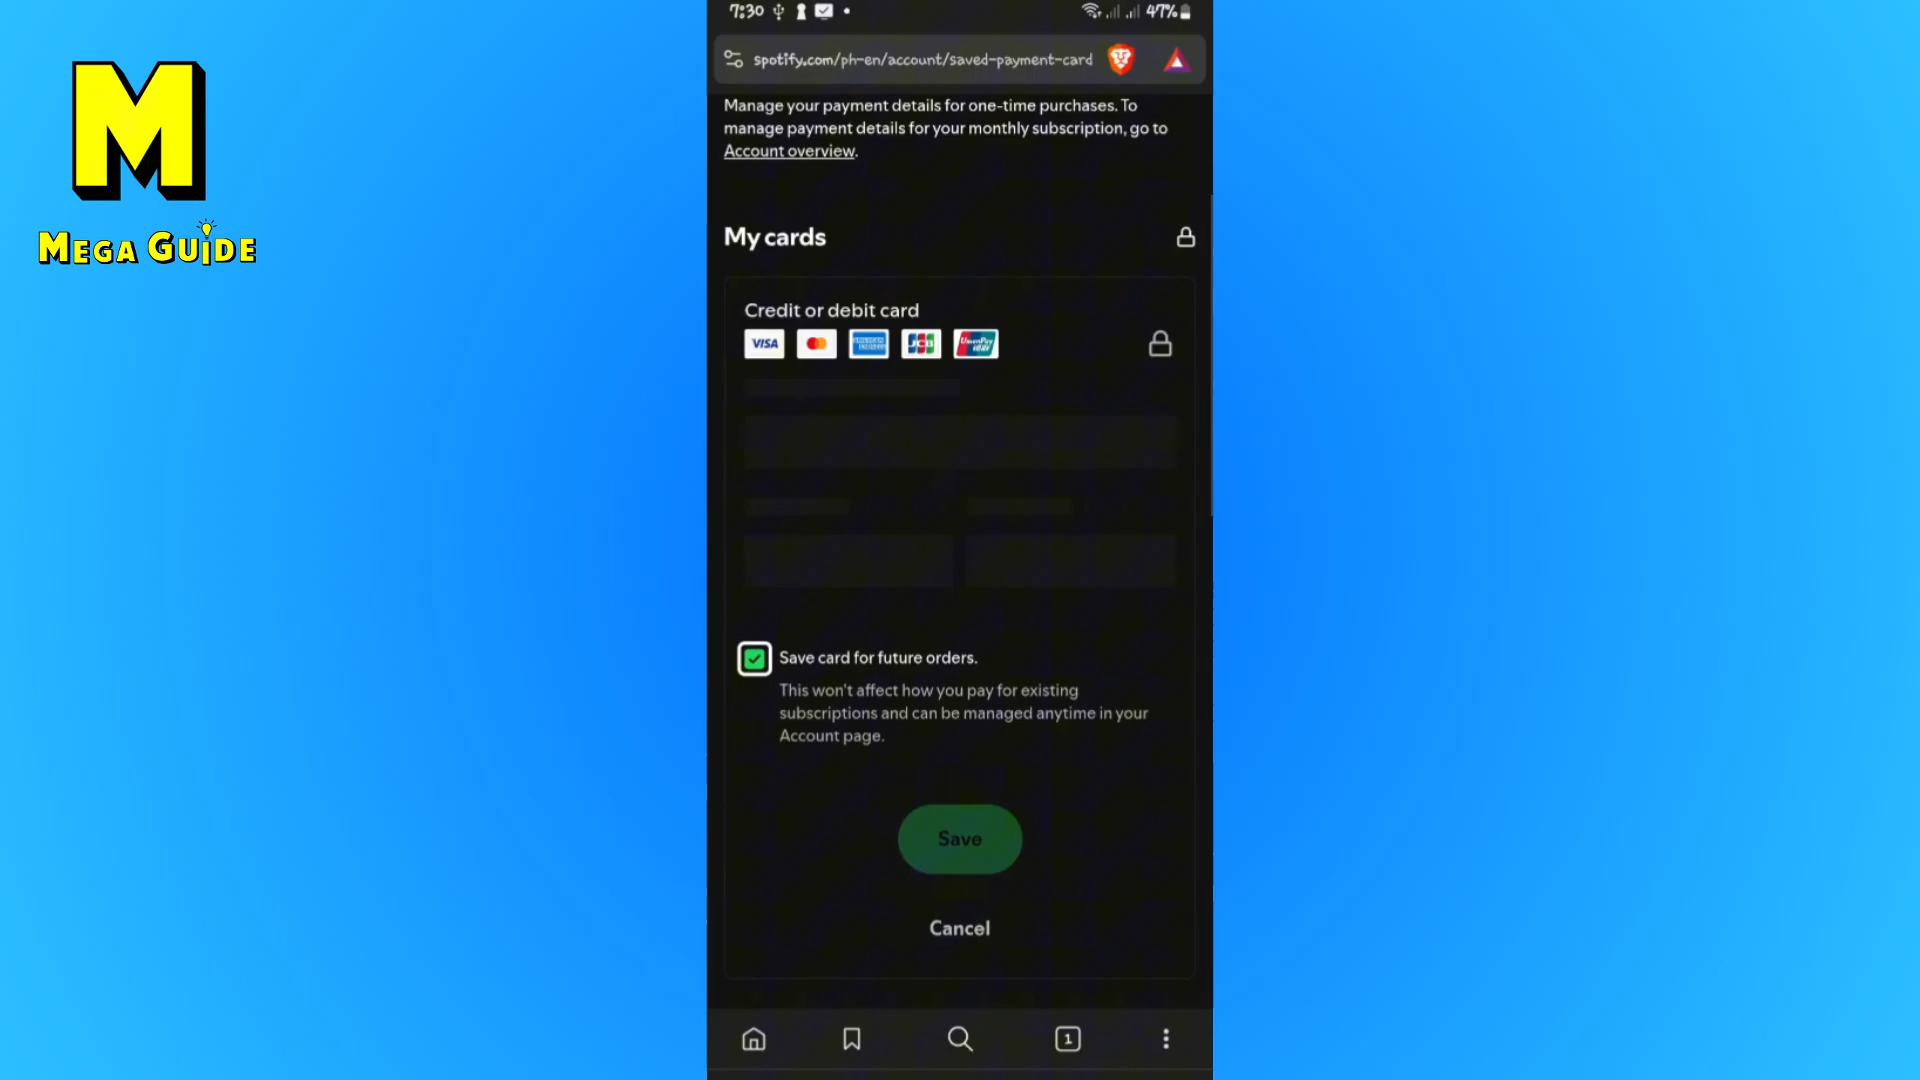 M
MEGA GUIDE
7:30
47%
spotify.com/ph-en/account/saved-payment-card
Manage your payment details for one-time purchases. To
manage payment details for your monthly subscription, go to
Account overview.
My cards
Credit or debit card
VISA
AMERICAN EXPRESS
JCB
UnionPay
Save card for future orders.
This won't affect how you pay for existing
subscriptions and can be managed anytime in your
Account page.
Save
Cancel
1